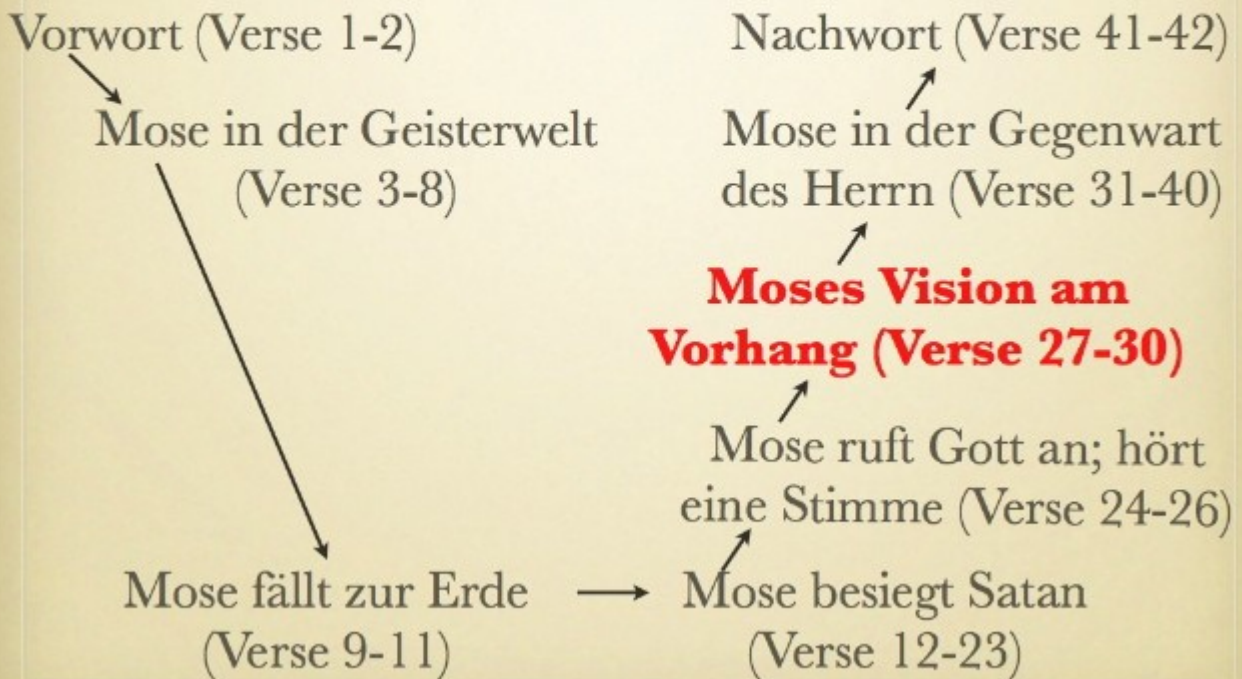 Vorwort (Verse 1-2)
Mose in der Geisterwelt
(Verse 3-8)
Mose fällt zur Erde
(Verse 9-11)
Mose besiegt Satan
(Verse 12-23)
Mose ruft Gott an; hört
eine Stimme (Verse 24-26)
Moses Vision am
Vorhang (Verse 27-30)
Mose in der Gegenwart
des Herrn (Verse 31-40)
Nachwort (Verse 41-42)